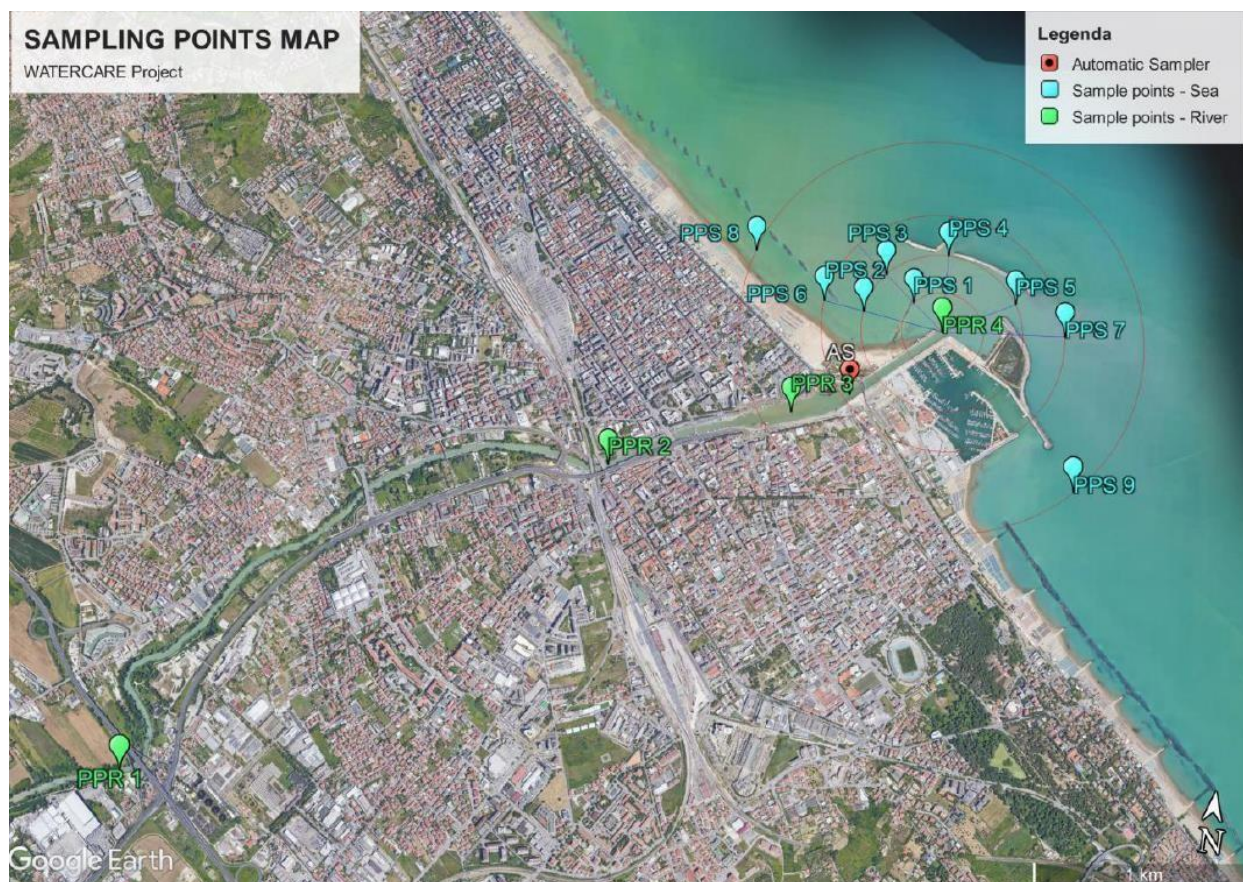 SAMPLING POINTS MAP
WATERCARE Project
Legenda
Automatic Sampler
Sample points - Sea
Sample points - River
PPS 8
PPS 3
PPS 4
PPS 2
PPS 1
PPS 5
PPS 6
PPS 7
PPR 4
AS
PPR 3
PPR 2
PPS 9
PPR 1
N
Google Earth
1 km